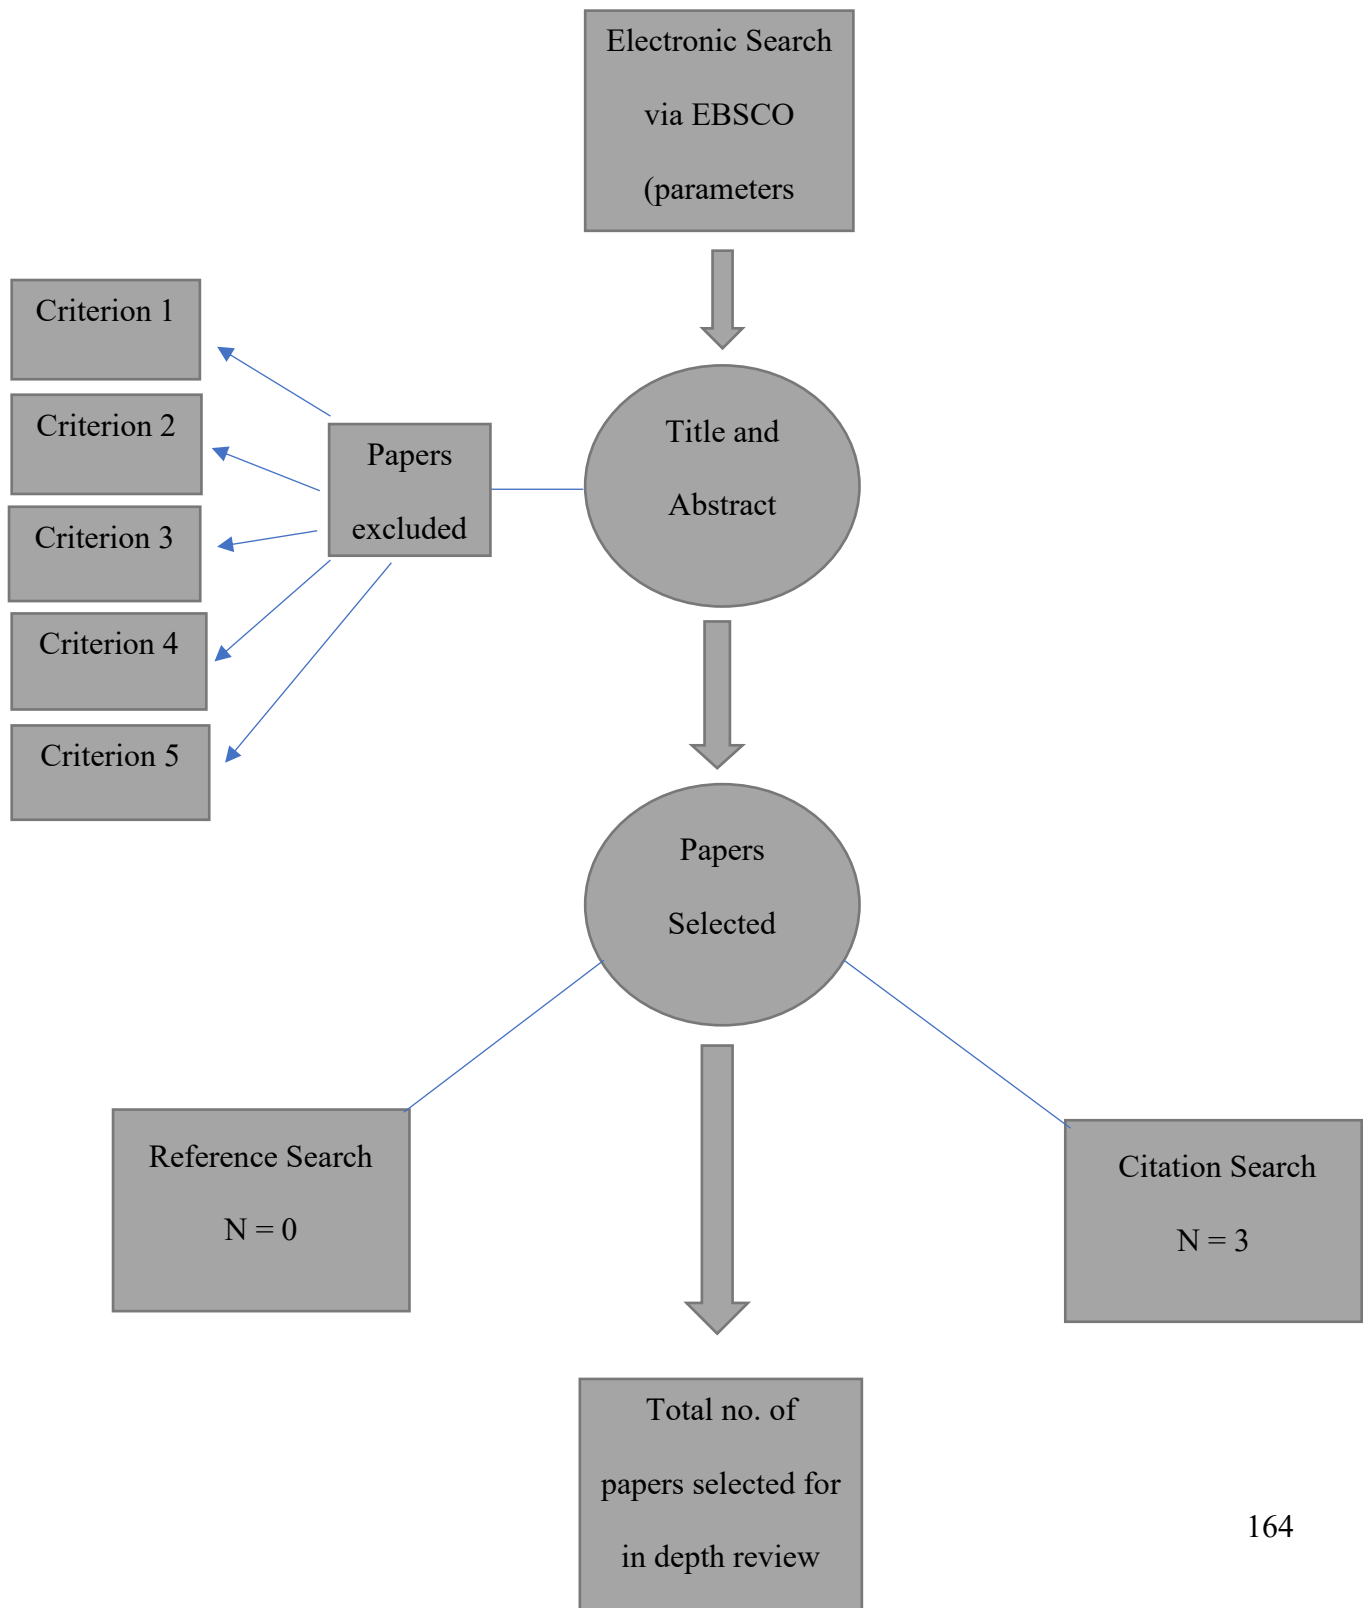 Electronic Search
via EBSCO
(parameters
Criterion 1
Criterion 2
Criterion 3
Criterion 4
Criterion 5
Papers
excluded
Title and
Abstract
Papers
Selected
Reference Search
N = 0
Citation Search
N = 3
Total no. of
papers selected for
in depth review
164